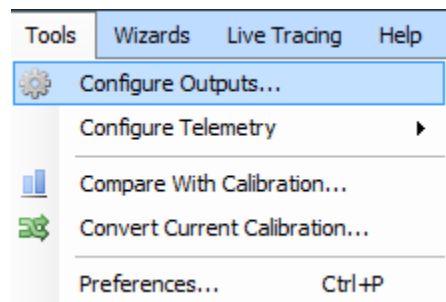 Tools Wizards Live Tracing Help
Configure Outputs...
Configure Telemetry
Compare With Calibration...
Convert Current Calibration...
Preferences... Ctrl+P